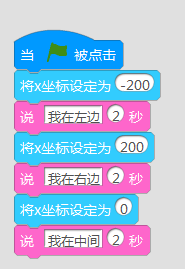 当 被点击
将x坐标设定为 -200
说 我在左边 2 秒
将x坐标设定为 200
说 我在右边 2 秒
将x坐标设定为 0
说 我在中间 2 秒